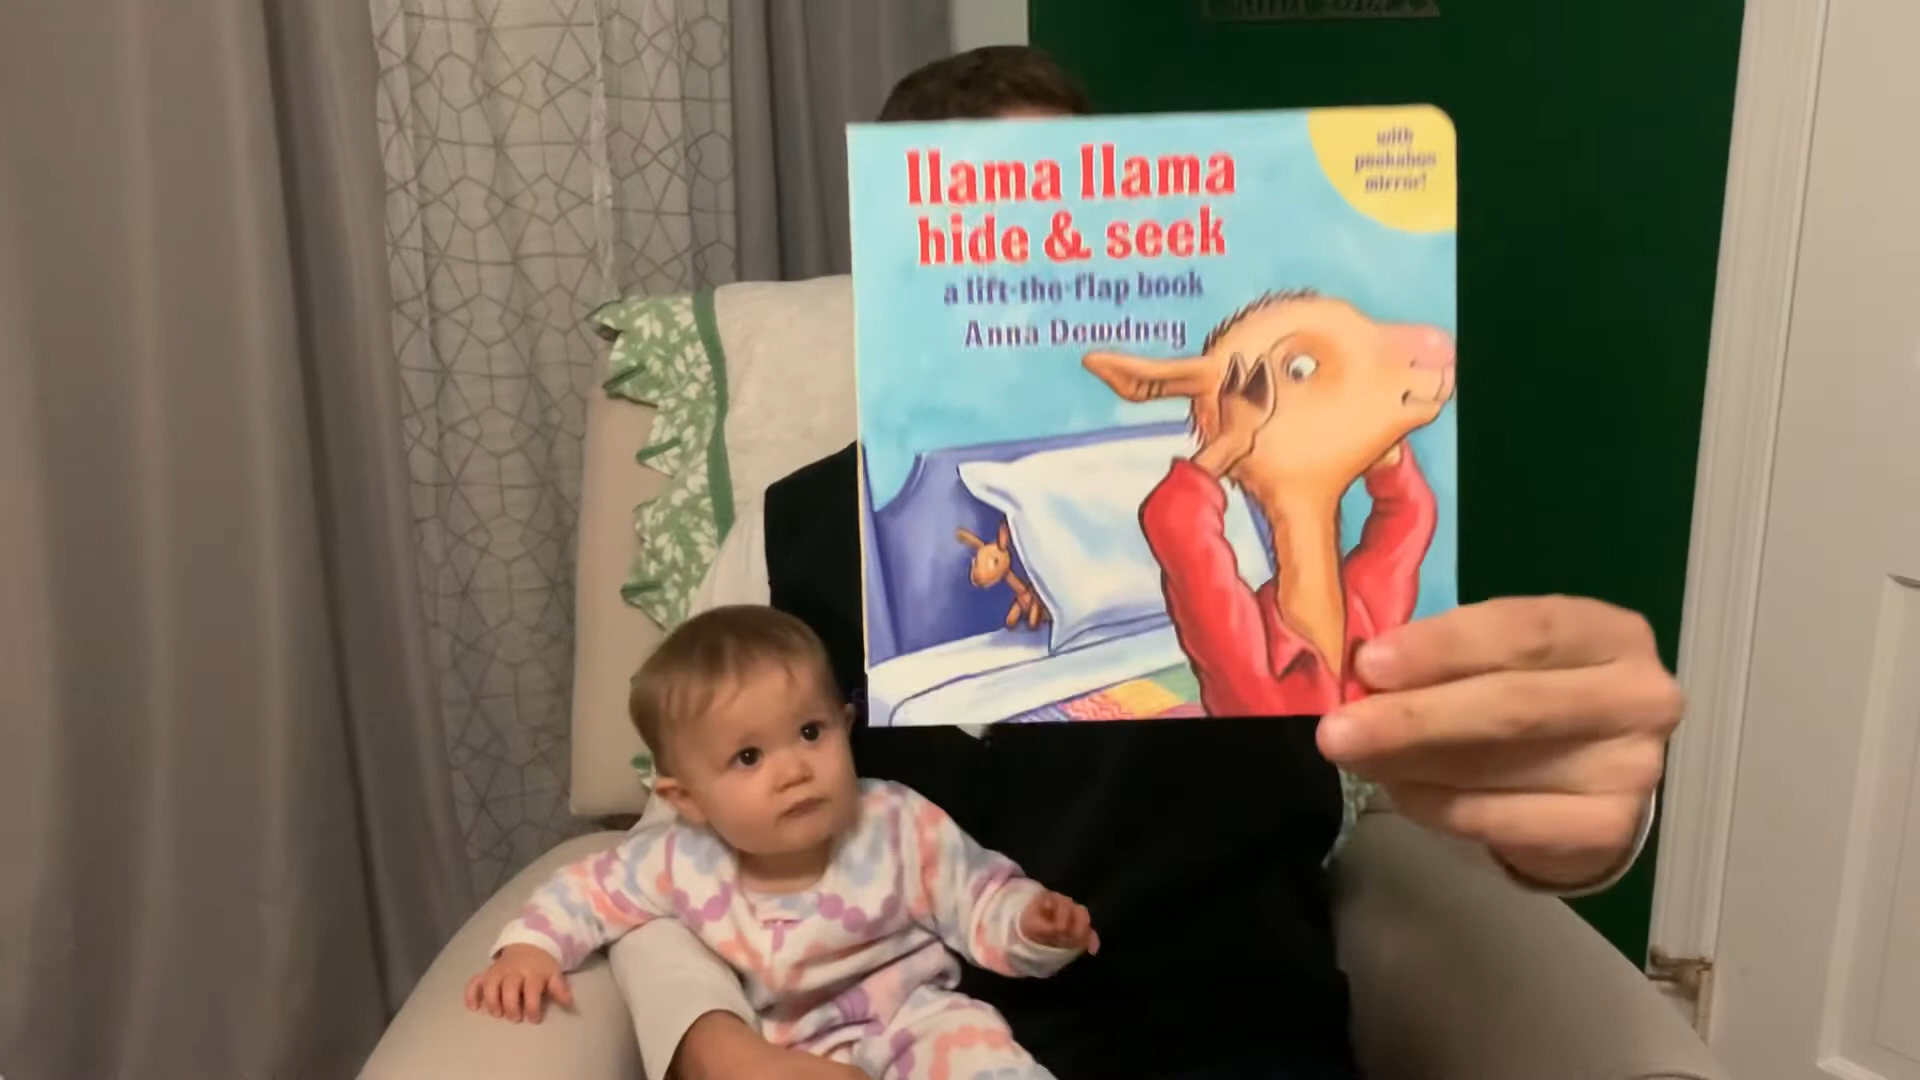 llama llama
hide & seek
a lift-the-flap book
Anna Dewdney
with
peekaboo
mirror!